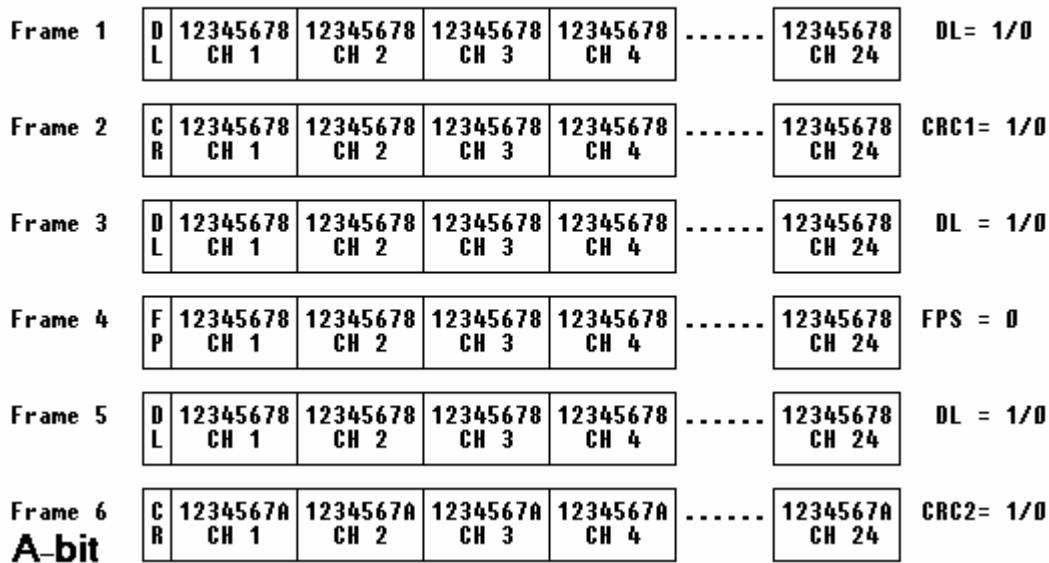 Frame 1 D 12345678 12345678 12345678 12345678 ...... 12345678 DL= 1/0
L CH 1 CH 2 CH 3 CH 4 CH 24
Frame 2 C 12345678 12345678 12345678 12345678 ...... 12345678 CRC1= 1/0
R CH 1 CH 2 CH 3 CH 4 CH 24
Frame 3 D 12345678 12345678 12345678 12345678 ...... 12345678 DL = 1/0
L CH 1 CH 2 CH 3 CH 4 CH 24
Frame 4 F 12345678 12345678 12345678 12345678 ...... 12345678 FPS = 0
P CH 1 CH 2 CH 3 CH 4 CH 24
Frame 5 D 12345678 12345678 12345678 12345678 ...... 12345678 DL = 1/0
L CH 1 CH 2 CH 3 CH 4 CH 24
Frame 6 C 1234567A 1234567A 1234567A 1234567A ...... 1234567A CRC2= 1/0
A-bit R CH 1 CH 2 CH 3 CH 4 CH 24